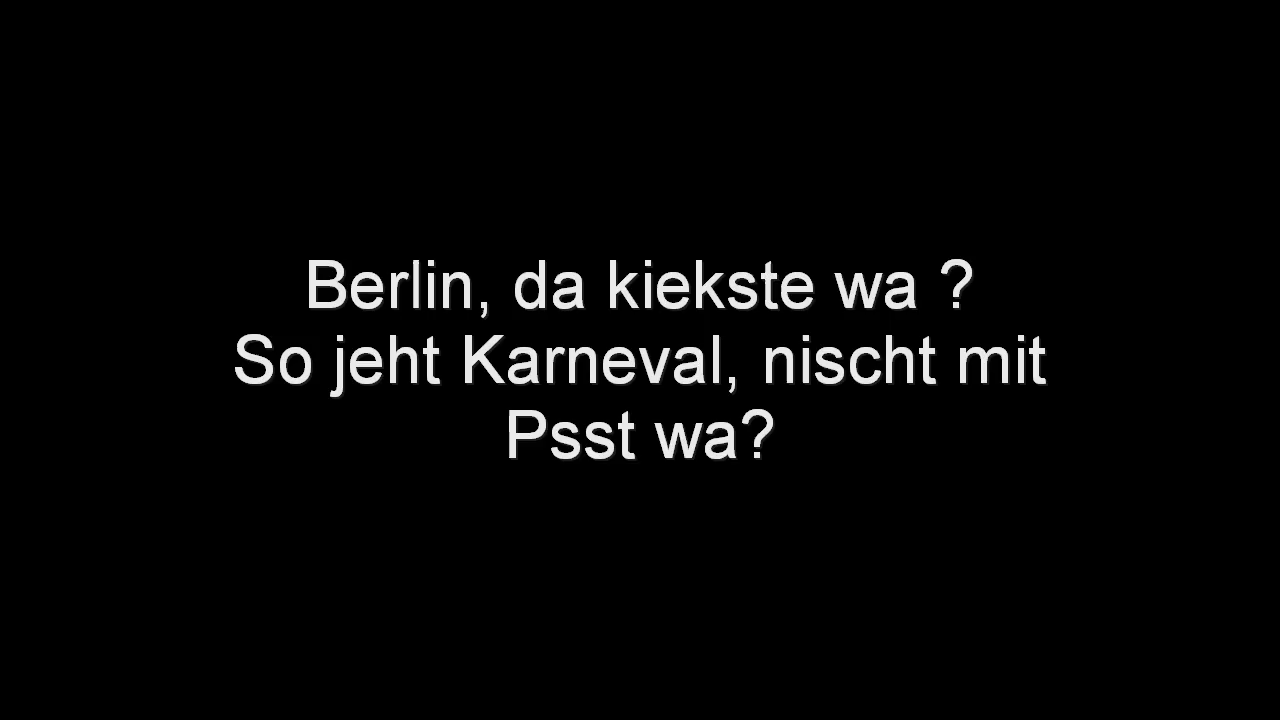 Berlin, da kiekste wa ?
So jeht Karneval, nischt mit
Psst wa?